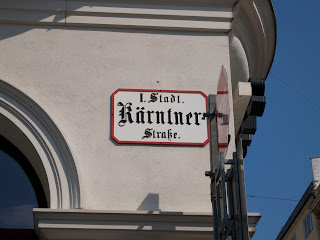 I. Stadt.
Kärntner
Straße.